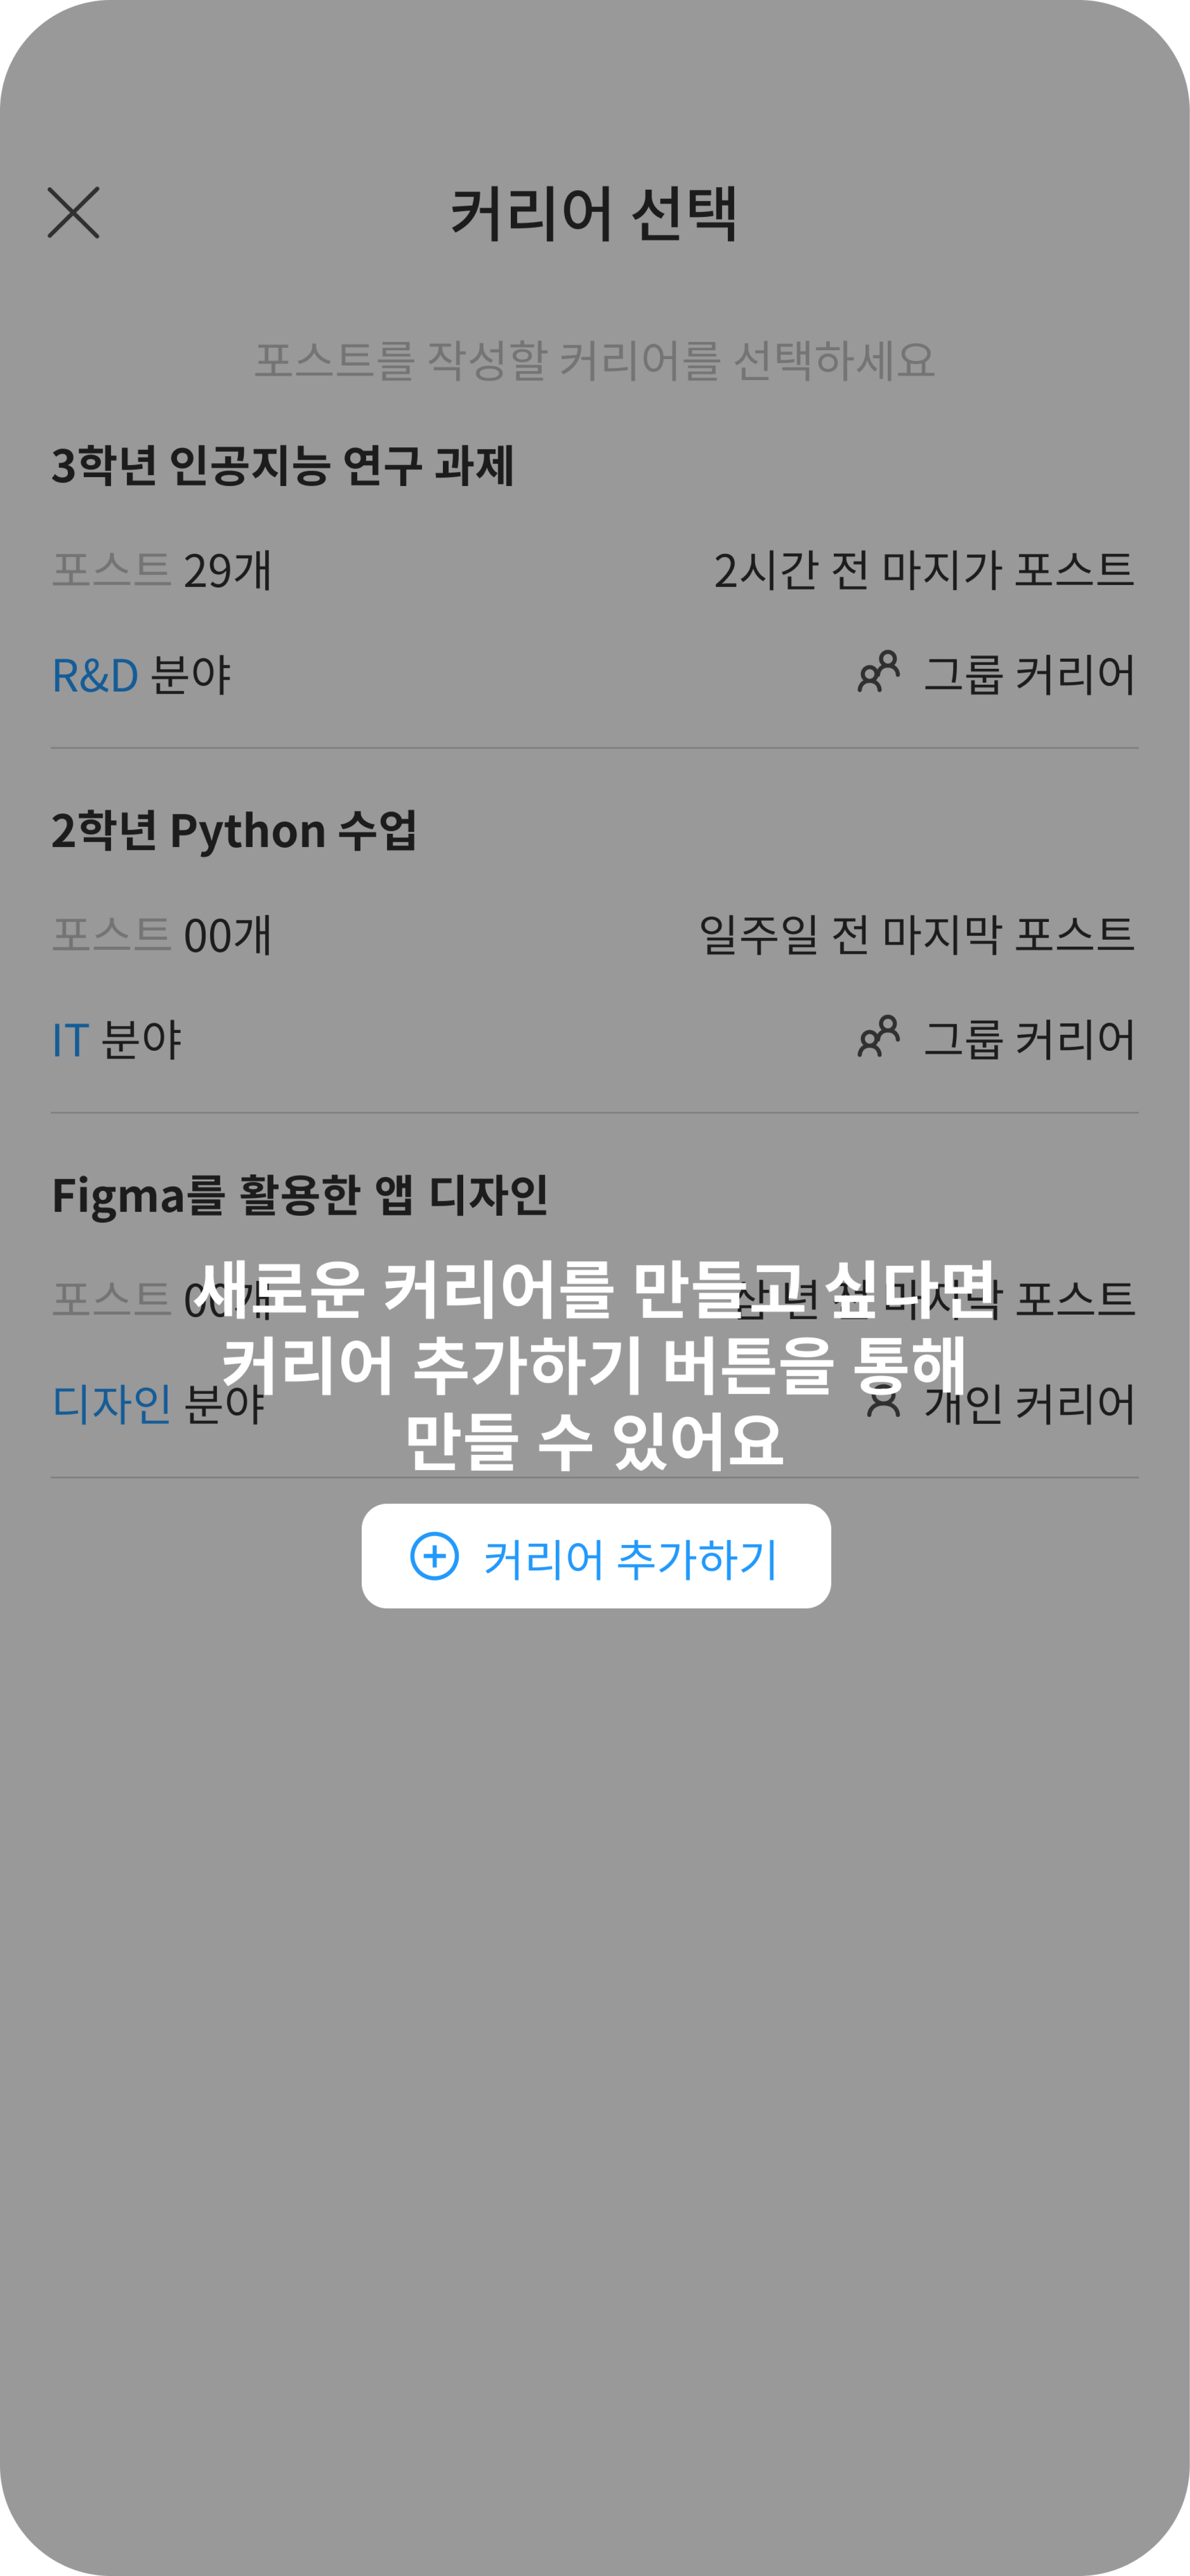 커리어 선택
포스트를 작성할 커리어를 선택하세요
3학년 인공지능 연구 과제
포스트 29개
2시간 전 마지가 포스트
R&D 분야
그룹 커리어
2학년 Python 수업
포스트 00개
일주일 전 마지막 포스트
IT 분야
그룹 커리어
Figma를 활용한 앱 디자인
포스트
포스트
새로운 커리어를 만들고 싶다면
커리어 추가하기 버튼을 통해
디자인 분야
개인 커리어
만들 수 있어요
커리어 추가하기